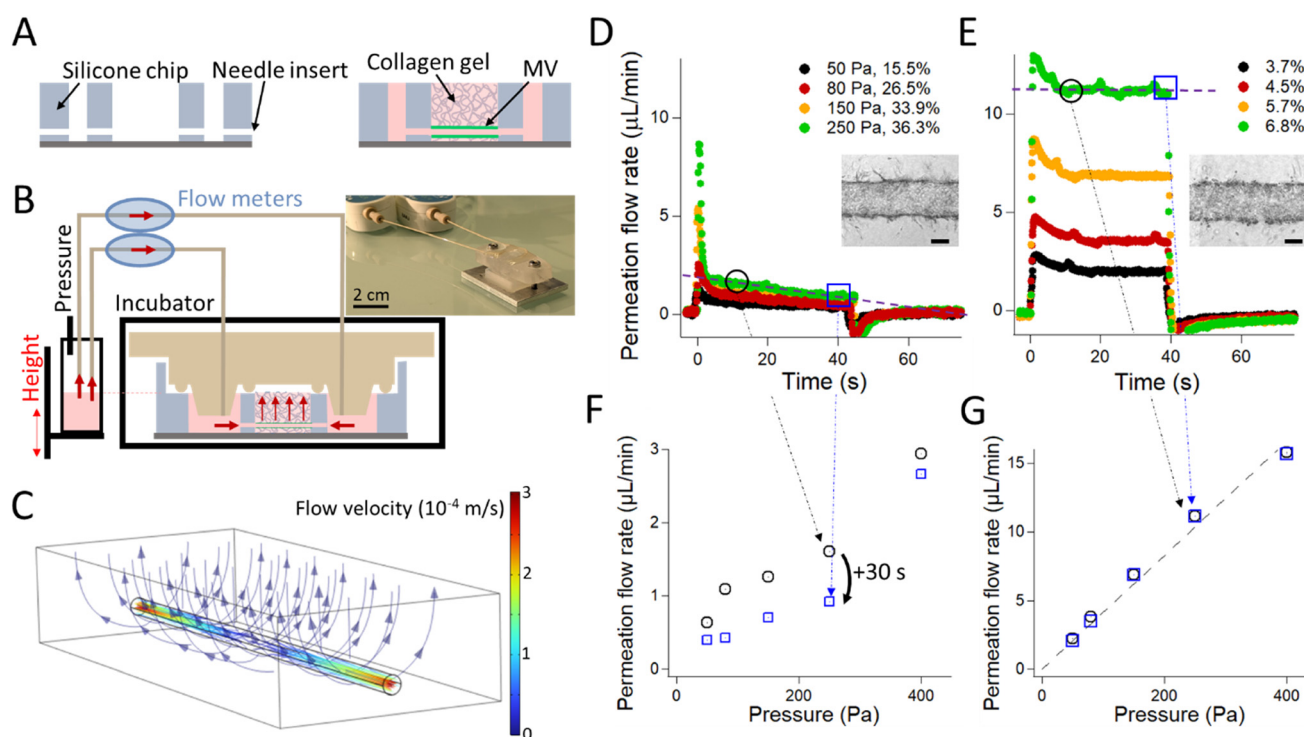 A
Silicone chip
Needle insert
Collagen gel
MV
B
Flow meters
Pressure
Height
Incubator
2 cm
C
Flow velocity (10⁻⁴ m/s)
3
2
1
0
D
50 Pa, 15.5%
80 Pa, 26.5%
150 Pa, 33.9%
250 Pa, 36.3%
Permeation flow rate (µL/min)
10
5
0
0 20 40 60
Time (s)
E
3.7%
4.5%
5.7%
6.8%
10
5
0
0 20 40 60
Time (s)
F
Permeation flow rate (µL/min)
3
2
1
0
+30 s
0 200 400
Pressure (Pa)
G
Permeation flow rate (µL/min)
15
10
5
0
0 200 400
Pressure (Pa)